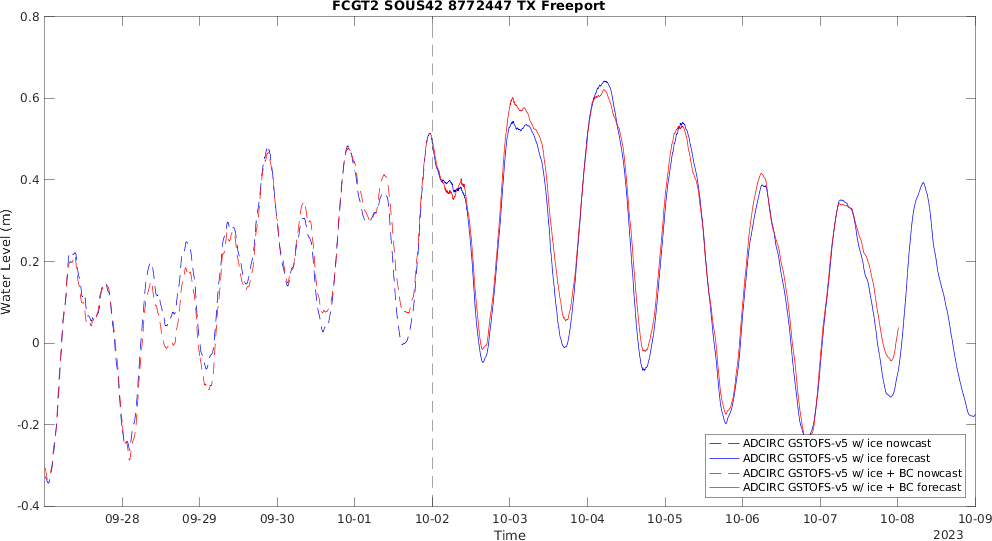 FCGT2 SOUS42 8772447 TX Freeport
Water Level (m)
0.8
0.6
0.4
0.2
0
-0.2
-0.4
ADCIRC GSTOFS-v5 w/ ice nowcast
ADCIRC GSTOFS-v5 w/ ice forecast
ADCIRC GSTOFS-v5 w/ ice + BC nowcast
ADCIRC GSTOFS-v5 w/ ice + BC forecast
09-28 09-29 09-30 10-01 10-02 10-03 10-04 10-05 10-06 10-07 10-08 10-09
Time
2023